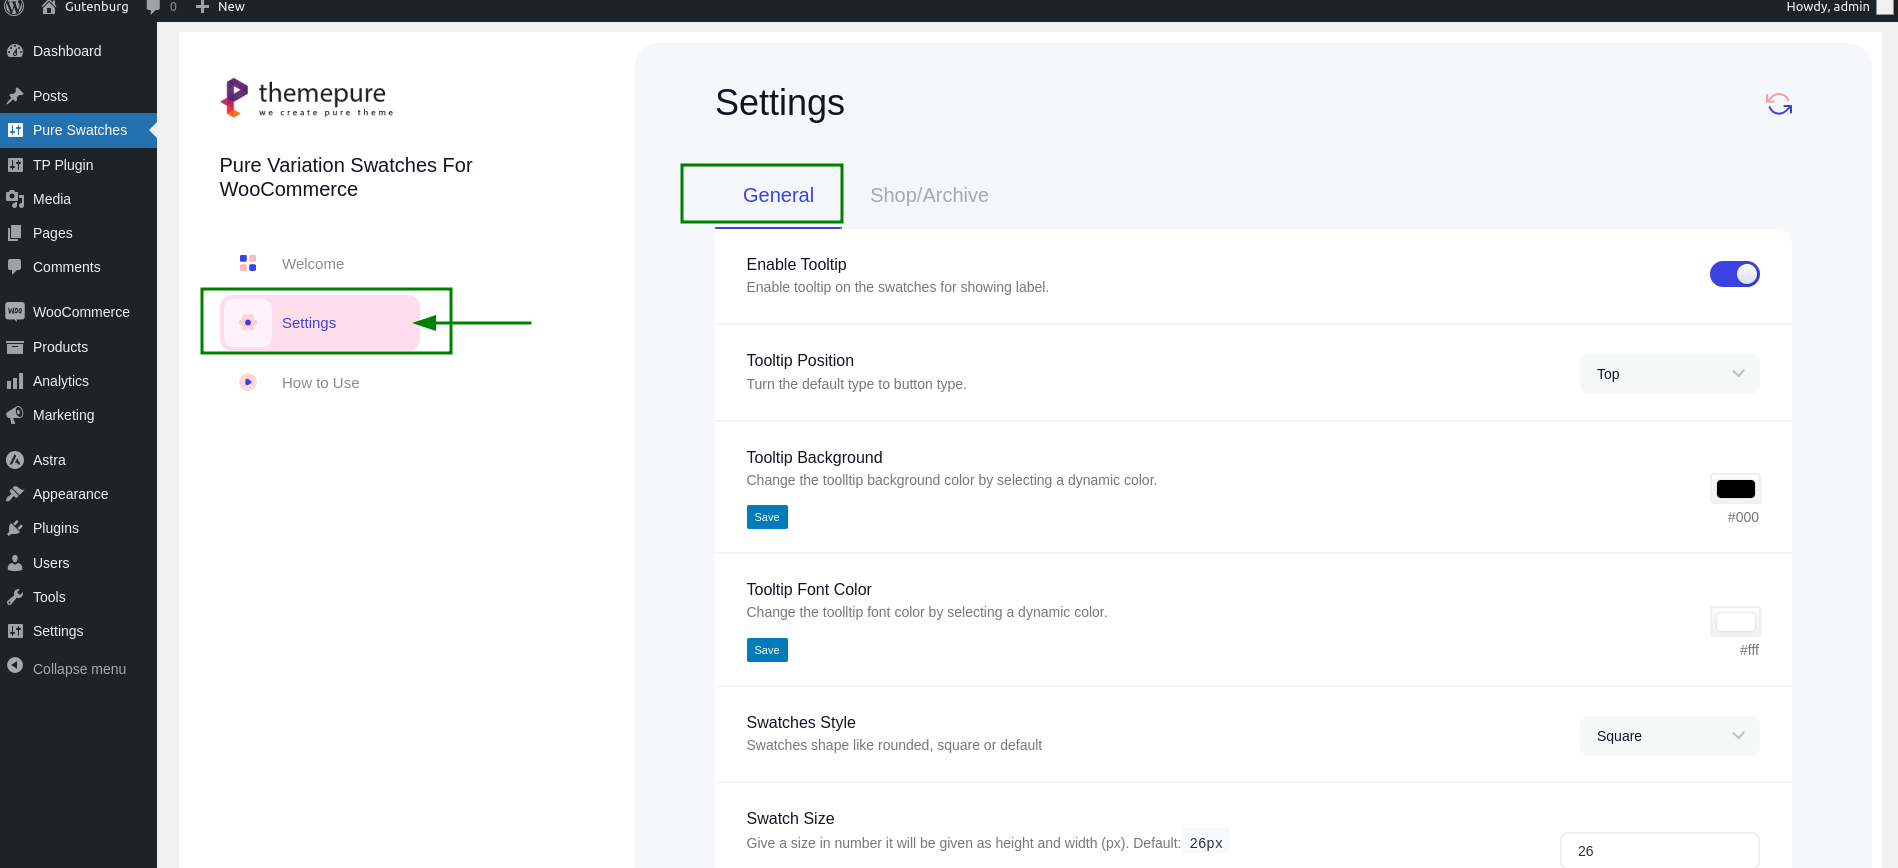 Gutenburg 0 New Howdy, admin
Dashboard
Posts
Pure Swatches
TP Plugin
Media
Pages
Comments
WooCommerce
Products
Analytics
Marketing
Astra
Appearance
Plugins
Users
Tools
Settings
Collapse menu
themepure
we create pure theme
Pure Variation Swatches For
WooCommerce
Welcome
Settings
How to Use
Settings
General Shop/Archive
Enable Tooltip
Enable tooltip on the swatches for showing label.
Tooltip Position
Turn the default type to button type.
Top
Tooltip Background
Change the toolltip background color by selecting a dynamic color.
Save
#000
Tooltip Font Color
Change the toolltip font color by selecting a dynamic color.
Save
#fff
Swatches Style
Swatches shape like rounded, square or default
Square
Swatch Size
Give a size in number it will be given as height and width (px). Default: 26px
26